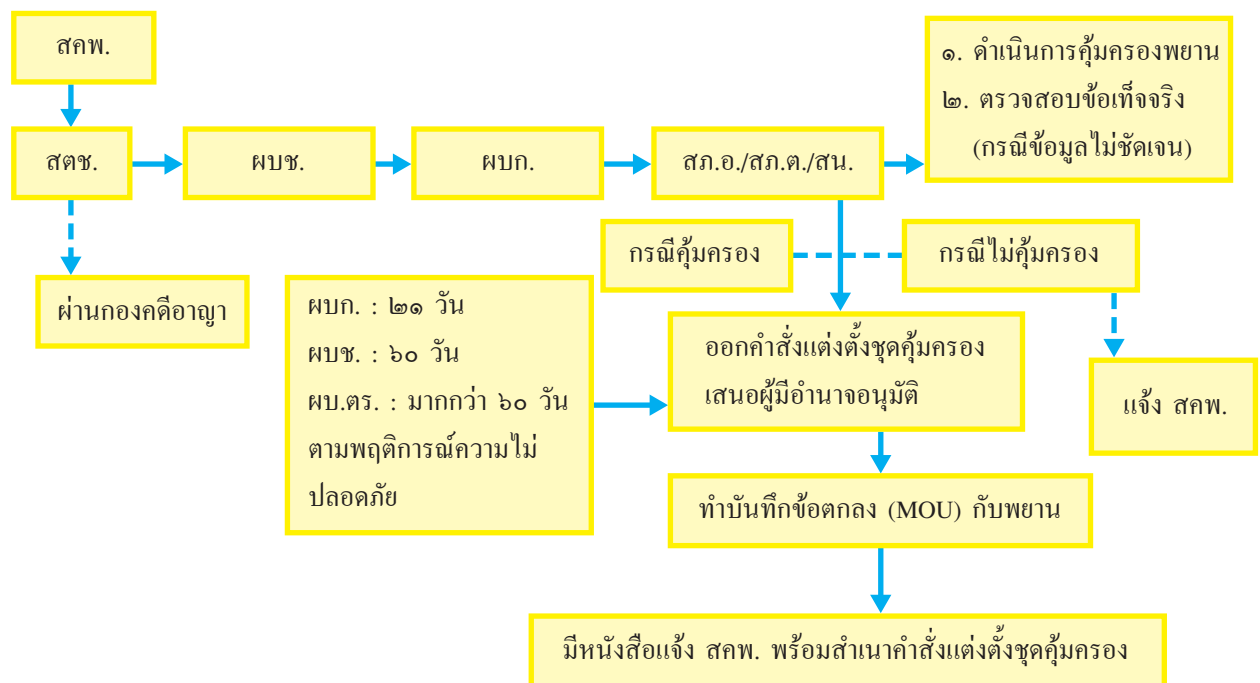 สคพ.
๑. ดำเนินการคุ้มครองพยาน
๒. ตรวจสอบข้อเท็จจริง
(กรณีข้อมูลไม่ชัดเจน)
สตช.
ผบช.
ผบก.
สภ.อ./สภ.ต./สน.
กรณีคุ้มครอง
กรณีไม่คุ้มครอง
ผ่านกองคดีอาญา
ผบก. : ๒๑ วัน
ผบช. : ๖๐ วัน
ผบ.ตร. : มากกว่า ๖๐ วัน
ตามพฤติการณ์ความไม่
ปลอดภัย
ออกคำสั่งแต่งตั้งชุดคุ้มครอง
เสนอผู้มีอำนาจอนุมัติ
แจ้ง สคพ.
ทำบันทึกข้อตกลง (MOU) กับพยาน
มีหนังสือแจ้ง สคพ. พร้อมสำเนาคำสั่งแต่งตั้งชุดคุ้มครอง